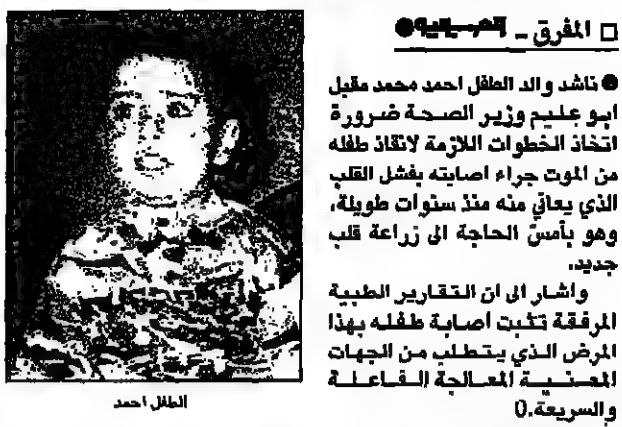 □ المفرق ـ
● ناشد والد الطفل احمد محمد مقبل
ابو عليم وزير الصحة ضرورة
اتخاذ الخطوات اللازمة لانقاذ طفله
من الموت جراء اصابته بفشل القلب
الذي يعاني منه منذ سنوات طويلة،
وهو بأمسّ الحاجة الى زراعة قلب
جديد.
واشار الى ان التقارير الطبية
المرفقة تثبت اصابة طفله بهذا
المرض الذي يتطلب من الجهات
المعنية المعالجة الفاعلة
والسريعة.()
الطفل احمد